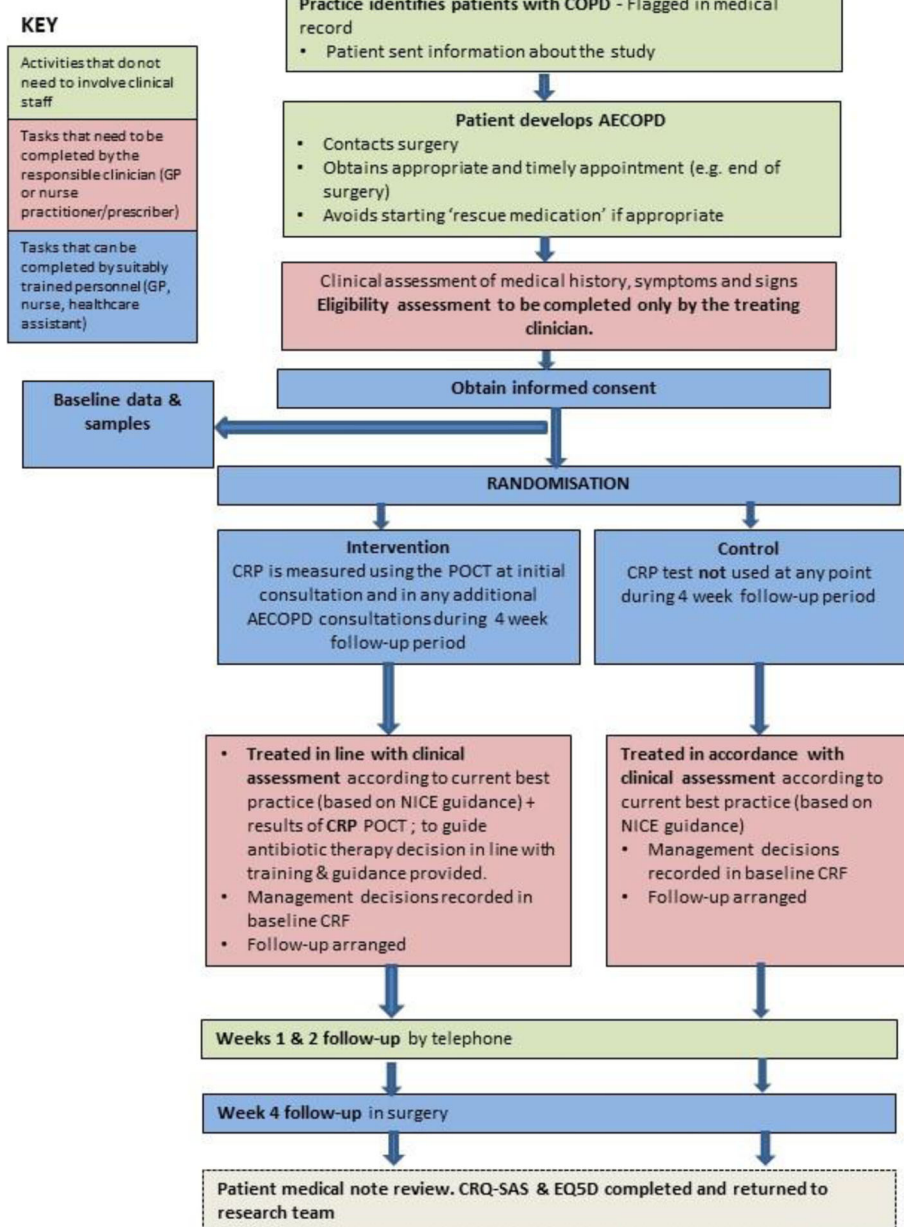 KEY
Activities that do not
need to involve clinical
staff
Tasks that need to be
completed by the
responsible clinician (GP
or nurse
practitioner/prescriber)
Tasks that can be
completed by suitably
trained personnel (GP,
nurse, healthcare
assistant)
Practice identifies patients with COPD - Flagged in medical
record
• Patient sent information about the study
Patient develops AECOPD
• Contacts surgery
• Obtains appropriate and timely appointment (e.g. end of
surgery)
• Avoids starting ‘rescue medication’ if appropriate
Clinical assessment of medical history, symptoms and signs
Eligibility assessment to be completed only by the treating
clinician.
Obtain informed consent
Baseline data &
samples
RANDOMISATION
Intervention
CRP is measured using the POCT at initial
consultation and in any additional
AECOPD consultations during 4 week
follow-up period
Control
CRP test not used at any point
during 4 week follow-up period
• Treated in line with clinical
assessment according to current best
practice (based on NICE guidance) +
results of CRP POCT ; to guide
antibiotic therapy decision in line with
training & guidance provided.
• Management decisions recorded in
baseline CRF
• Follow-up arranged
Treated in accordance with
clinical assessment according to
current best practice (based on
NICE guidance)
• Management decisions
recorded in baseline CRF
• Follow-up arranged
Weeks 1 & 2 follow-up by telephone
Week 4 follow-up in surgery
Patient medical note review. CRQ-SAS & EQ5D completed and returned to
research team